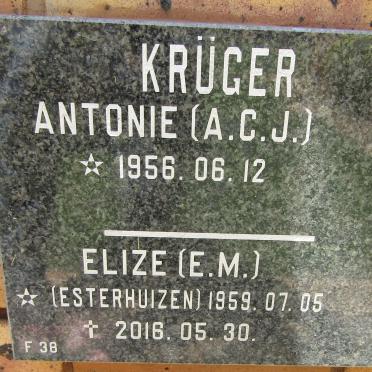 KRÜGER
ANTONIE (A.C.J.)
☆ 1956. 06. 12
ELIZE (E.M.)
☆ (ESTERHUIZEN) 1959. 07. 05
✝ 2016. 05. 30.
F 38